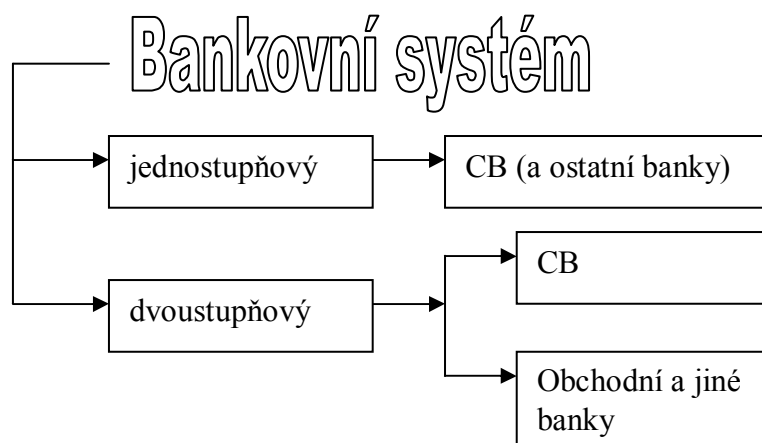 Bankovní systém
jednostupňový
CB (a ostatní banky)
dvoustupňový
CB
Obchodní a jiné
banky